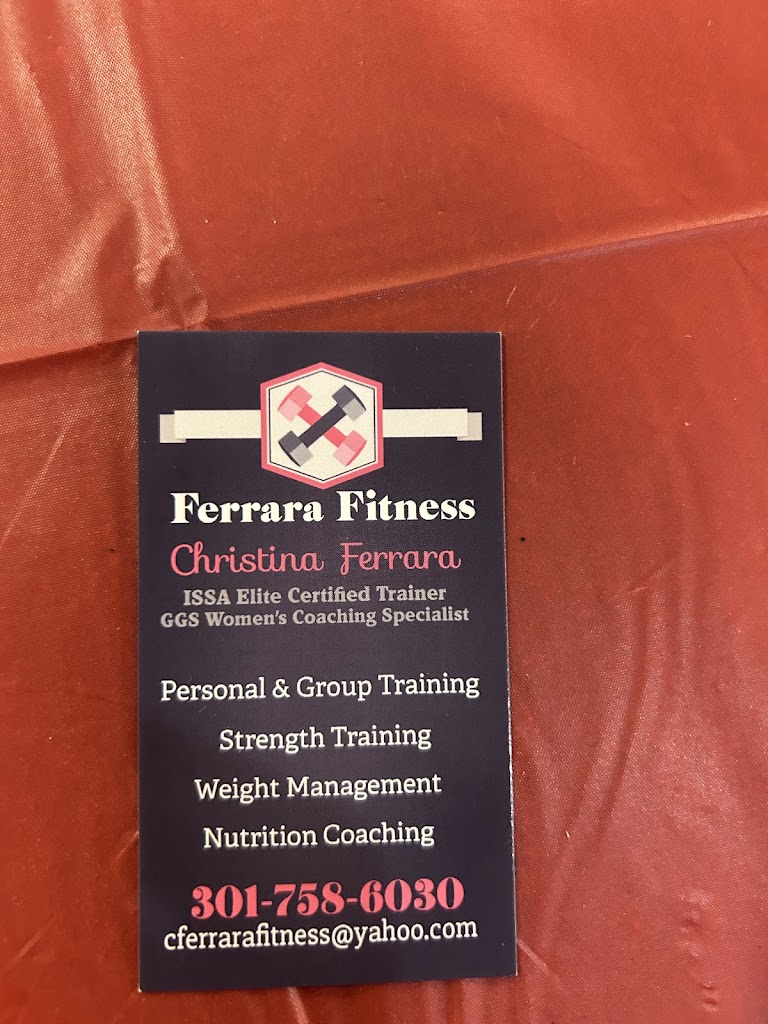 Ferrara Fitness
Christina Ferrara
ISSA Elite Certified Trainer
GGS Women's Coaching Specialist
Personal & Group Training
Strength Training
Weight Management
Nutrition Coaching
301-758-6030
cferrarafitness@yahoo.com